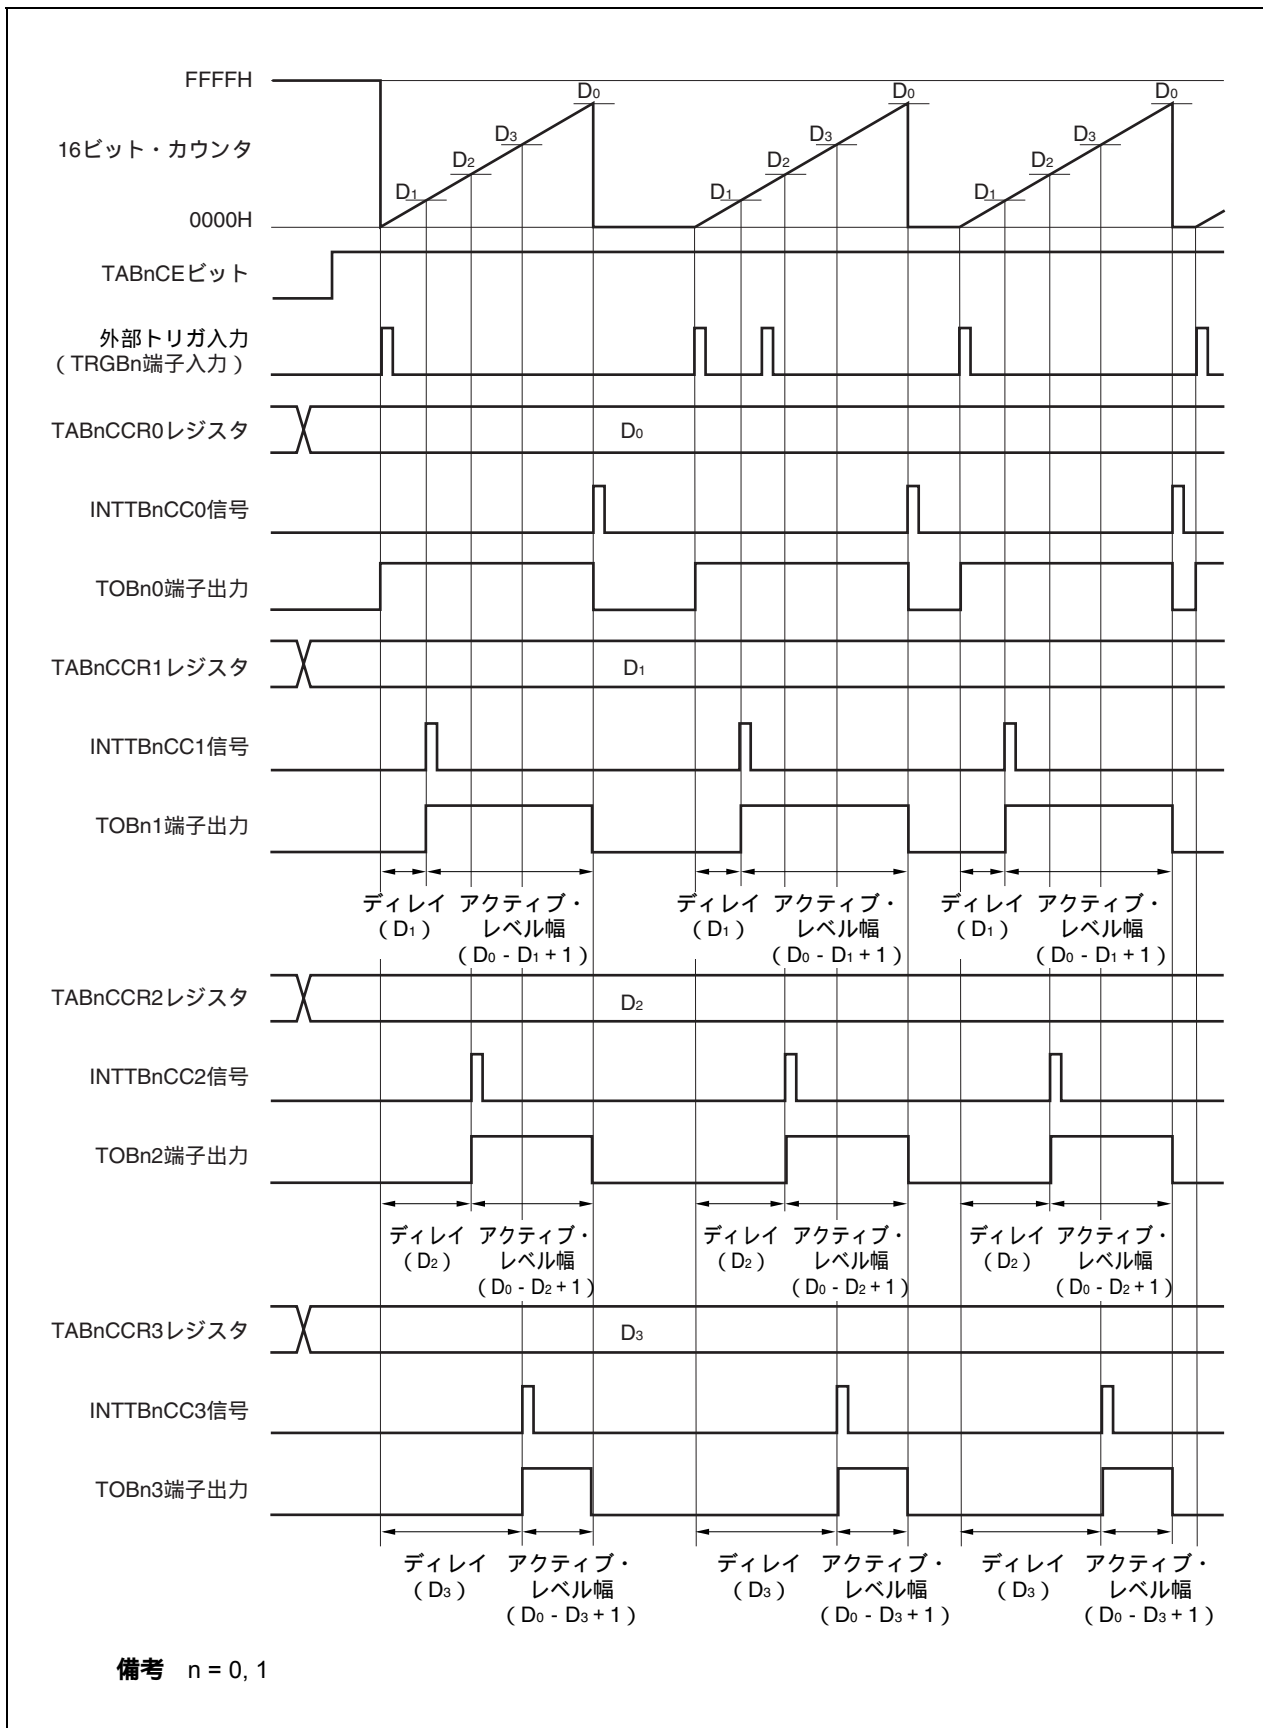 FFFFH
D0 D0 D0
16ビット・カウンタ
D3 D3 D3
D2 D2 D2
D1 D1 D1
0000H
TABnCEビット
外部トリガ入力
（TRGBn端子入力）
TABnCCR0レジスタ D0
INTTBnCC0信号
TOBn0端子出力
TABnCCR1レジスタ D1
INTTBnCC1信号
TOBn1端子出力
ディレイ アクティブ・ ディレイ アクティブ・ ディレイ アクティブ・
（D1） レベル幅 （D1） レベル幅 （D1） レベル幅
（D0 - D1 + 1） （D0 - D1 + 1） （D0 - D1 + 1）
TABnCCR2レジスタ D2
INTTBnCC2信号
TOBn2端子出力
ディレイ アクティブ・ ディレイ アクティブ・ ディレイ アクティブ・
（D2） レベル幅 （D2） レベル幅 （D2） レベル幅
（D0 - D2 + 1） （D0 - D2 + 1） （D0 - D2 + 1）
TABnCCR3レジスタ D3
INTTBnCC3信号
TOBn3端子出力
ディレイ アクティブ・ ディレイ アクティブ・ ディレイ アクティブ・
（D3） レベル幅 （D3） レベル幅 （D3） レベル幅
（D0 - D3 + 1） （D0 - D3 + 1） （D0 - D3 + 1）
備考 n = 0, 1